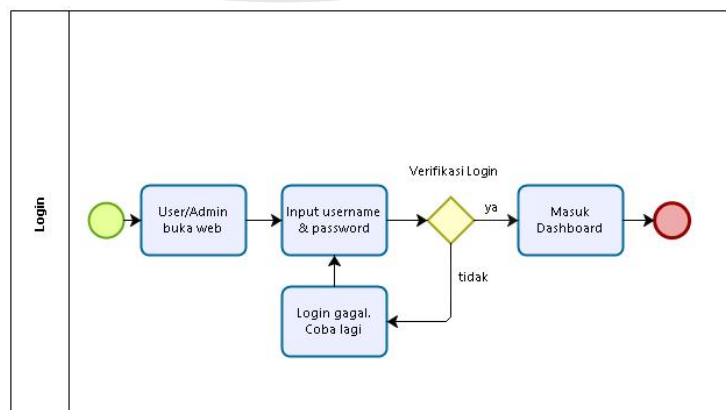 Login
User/Admin
buka web
Input username
& password
Verifikasi Login
ya
Masuk
Dashboard
tidak
Login gagal.
Coba lagi